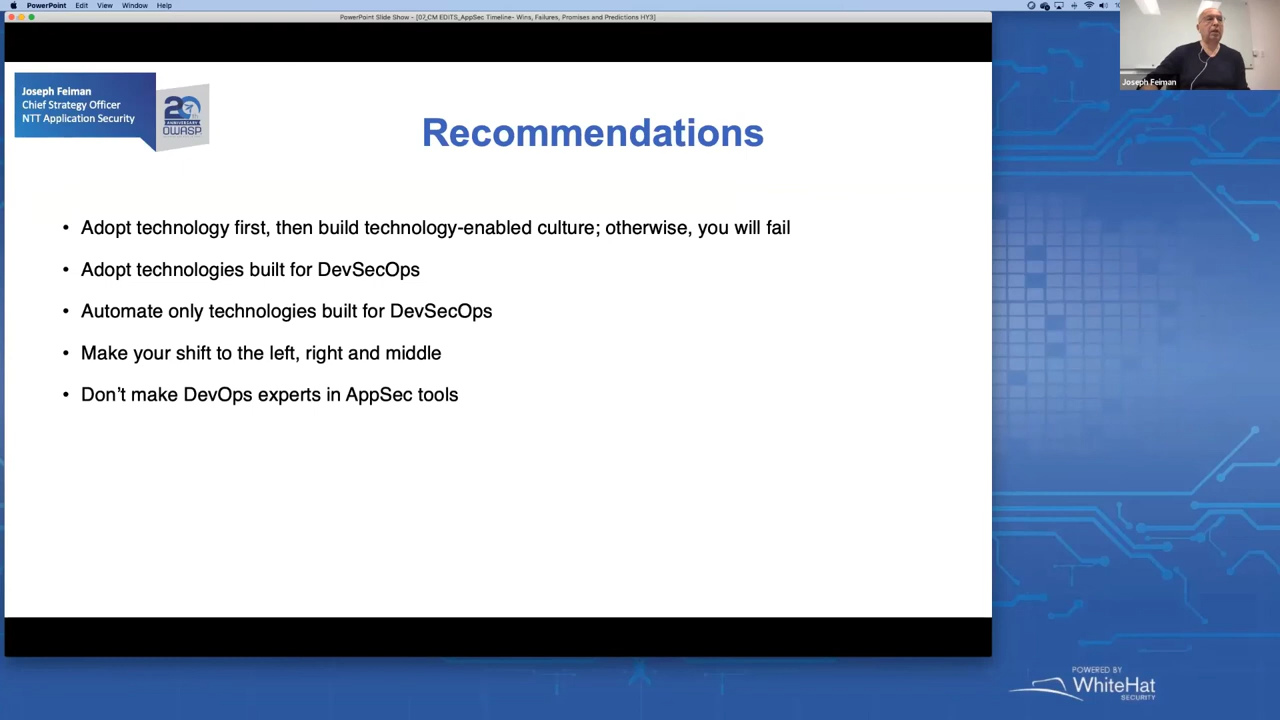 PowerPoint Edit View Window Help
PowerPoint Slide Show - [07_CM EDITS_AppSec Timeline- Wins, Failures, Promises and Predictions HY3]
Joseph Feiman
Joseph Feiman
Chief Strategy Officer
NTT Application Security
20
ANNIVERSARY
OWASP
Recommendations
• Adopt technology first, then build technology-enabled culture; otherwise, you will fail
• Adopt technologies built for DevSecOps
• Automate only technologies built for DevSecOps
• Make your shift to the left, right and middle
• Don’t make DevOps experts in AppSec tools
POWERED BY
WhiteHat
SECURITY